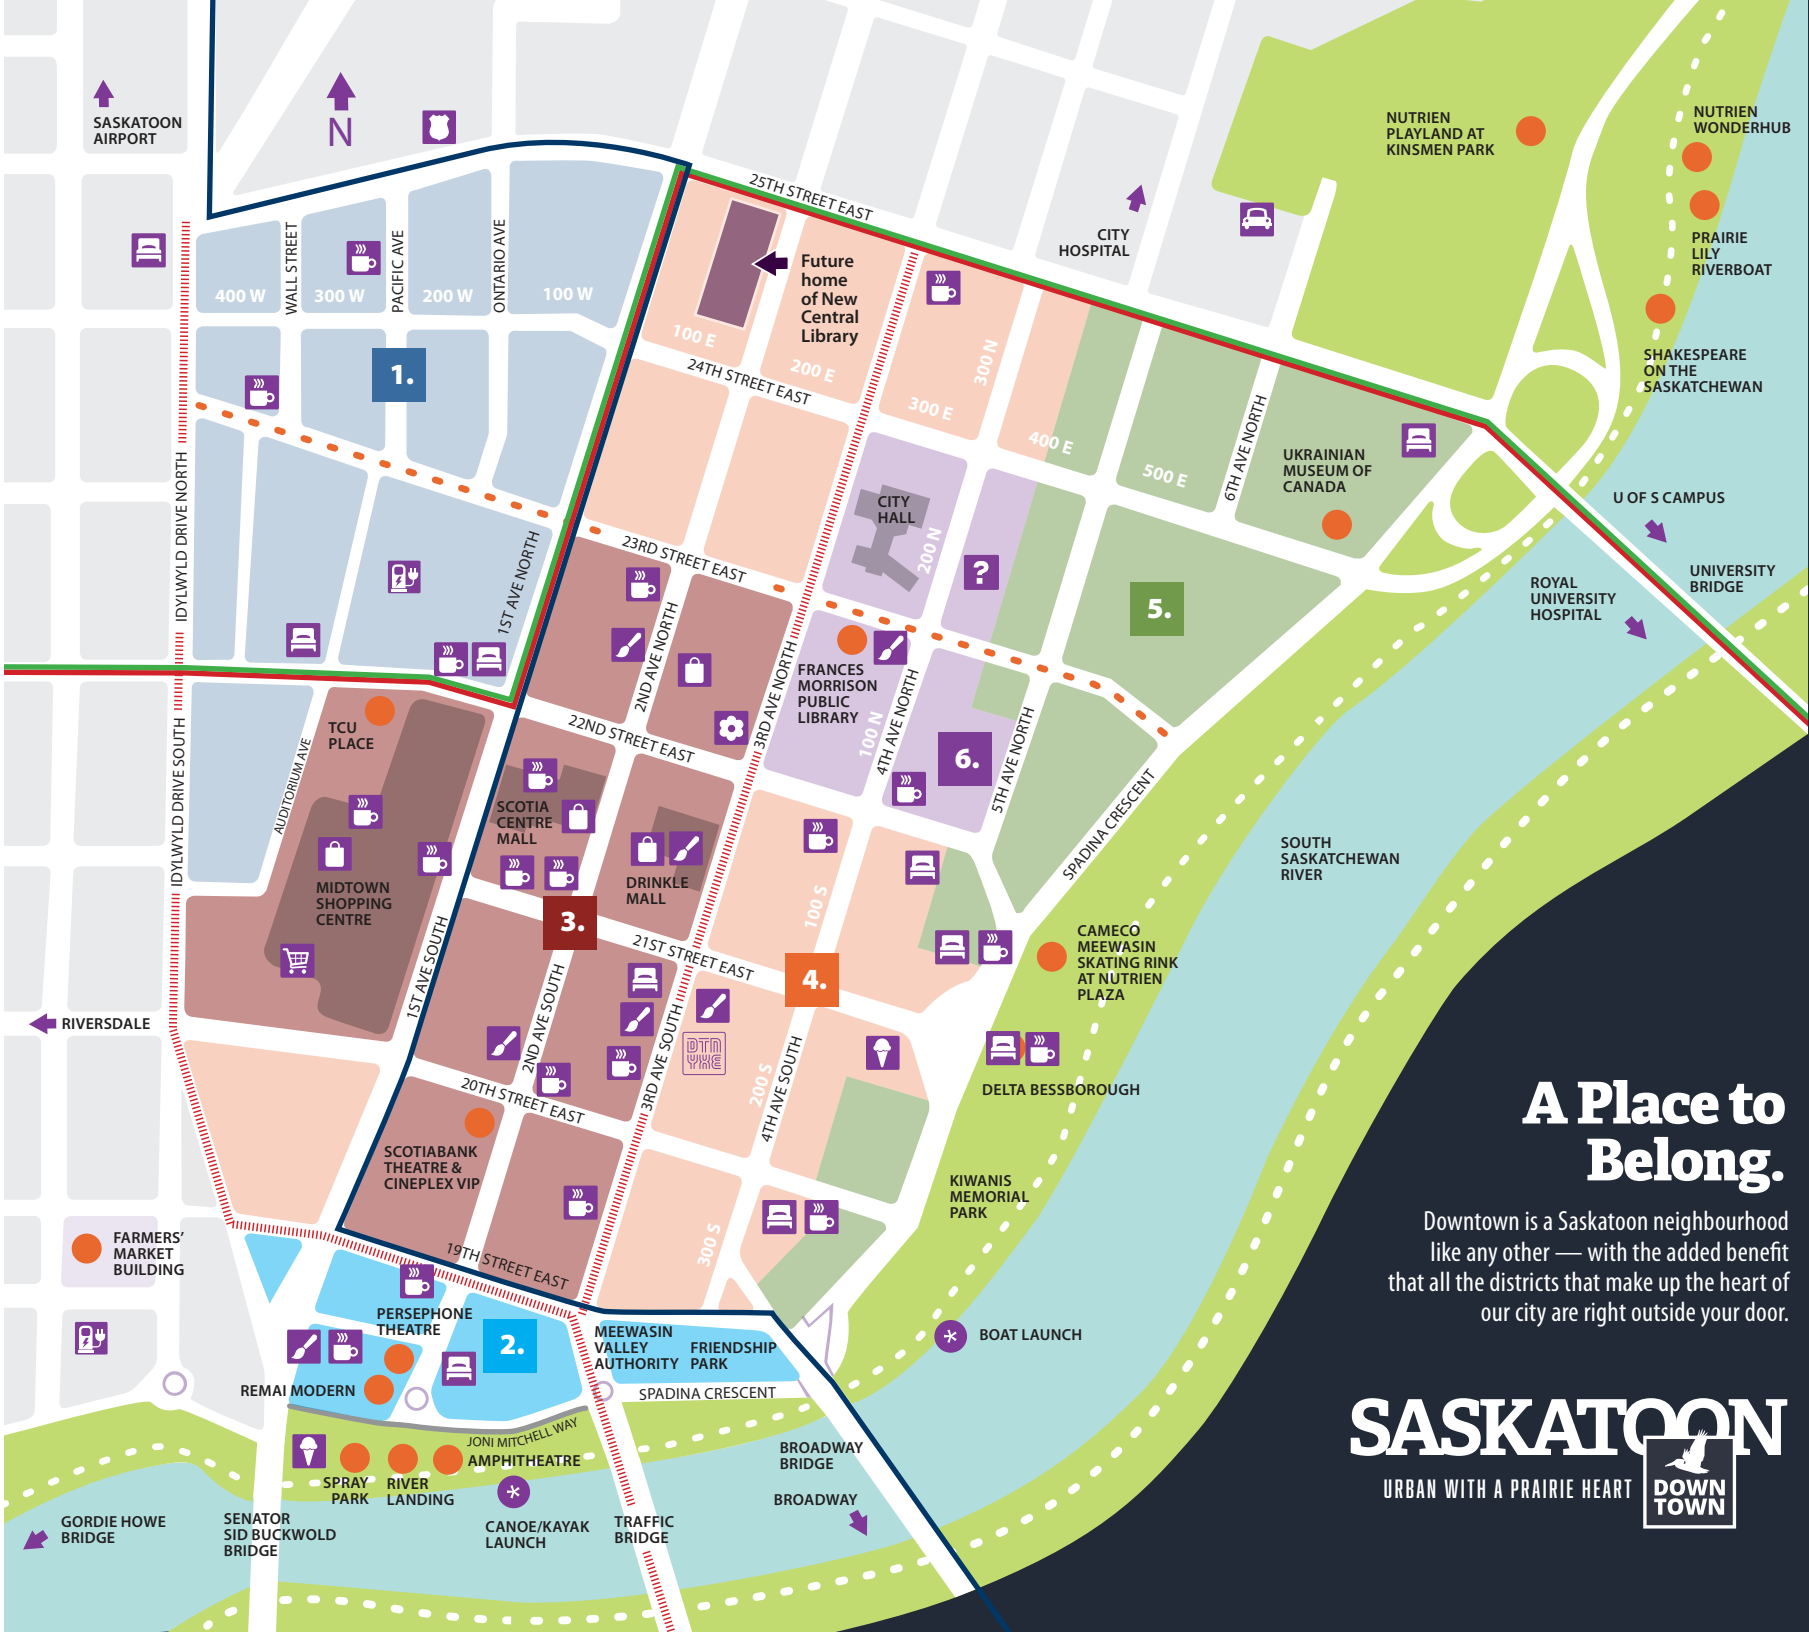 SASKATOON
AIRPORT
N
NUTRIEN
PLAYLAND AT
KINSMEN PARK
NUTRIEN
WONDERHUB
25TH STREET EAST
CITY
HOSPITAL
PRAIRIE
LILY
RIVERBOAT
WALL STREET
PACIFIC AVE
ONTARIO AVE
400 W
300 W
200 W
100 W
Future
home
of New
Central
Library
100 E
200 E
300 E
400 E
500 E
300 N
24TH STREET EAST
SHAKESPEARE
ON THE
SASKATCHEWAN
1.
6TH AVE NORTH
UKRAINIAN
MUSEUM OF
CANADA
IDYLWYLD DRIVE NORTH
CITY
HALL
200 N
U OF S CAMPUS
1ST AVE NORTH
23RD STREET EAST
?
5.
ROYAL
UNIVERSITY
HOSPITAL
UNIVERSITY
BRIDGE
2ND AVE NORTH
3RD AVE NORTH
FRANCES
MORRISON
PUBLIC
LIBRARY
100 N
4TH AVE NORTH
5TH AVE NORTH
6.
TCU
PLACE
22ND STREET EAST
IDYLWYLD DRIVE SOUTH
AUDITORIUM AVE
SCOTIA
CENTRE
MALL
SPADINA CRESCENT
SOUTH
SASKATCHEWAN
RIVER
MIDTOWN
SHOPPING
CENTRE
DRINKLE
MALL
100 S
3.
21ST STREET EAST
4.
CAMECO
MEEWASIN
SKATING RINK
AT NUTRIEN
PLAZA
1ST AVE SOUTH
2ND AVE SOUTH
3RD AVE SOUTH
4TH AVE SOUTH
RIVERSDALE
DTN
YXE
200 S
DELTA BESSBOROUGH
20TH STREET EAST
SCOTIABANK
THEATRE &
CINEPLEX VIP
KIWANIS
MEMORIAL
PARK
300 S
A Place to
Belong.
Downtown is a Saskatoon neighbourhood
like any other — with the added benefit
that all the districts that make up the heart of
our city are right outside your door.
FARMERS'
MARKET
BUILDING
19TH STREET EAST
PERSEPHONE
THEATRE
2.
MEEWASIN
VALLEY
AUTHORITY
FRIENDSHIP
PARK
BOAT LAUNCH
REMAI MODERN
SPADINA CRESCENT
JONI MITCHELL WAY
AMPHITHEATRE
SPRAY
PARK
RIVER
LANDING
BROADWAY
BRIDGE
BROADWAY
GORDIE HOWE
BRIDGE
SENATOR
SID BUCKWOLD
BRIDGE
CANOE/KAYAK
LAUNCH
TRAFFIC
BRIDGE
SASKATOON
URBAN WITH A PRAIRIE HEART
DOWN
TOWN